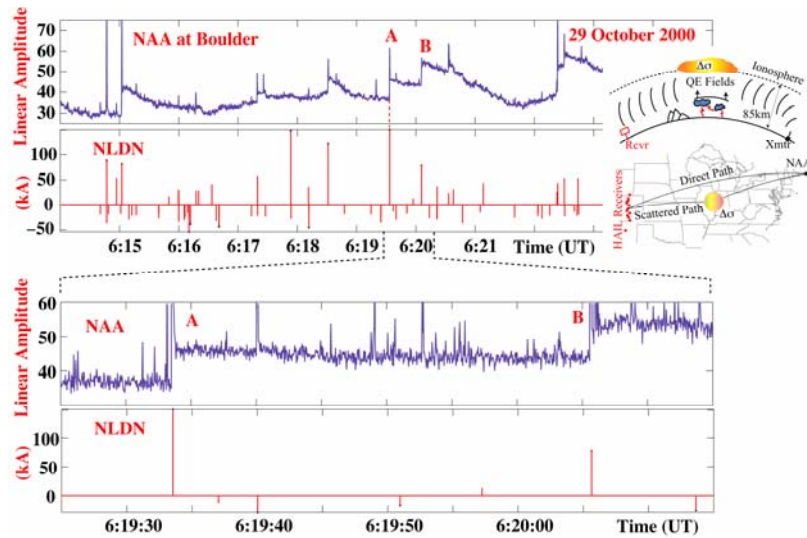 Linear Amplitude
70
60
50
40
30
NAA at Boulder
A
B
29 October 2000
NLDN
(kA)
100
50
0
−50
6:15
6:16
6:17
6:18
6:19
6:20
6:21
Time (UT)
Δσ
Ionosphere
QE Fields
85km
Rcvr
Xmtr
NAA
Direct Path
Scattered Path
Δσ
HAIL Receivers
Linear Amplitude
60
50
40
NAA
A
B
NLDN
(kA)
100
50
0
6:19:30
6:19:40
6:19:50
6:20:00
Time (UT)